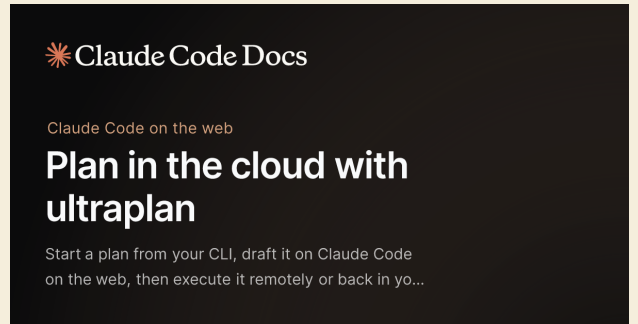 Claude Code Docs
Claude Code on the web
Plan in the cloud with
ultraplan
Start a plan from your CLI, draft it on Claude Code
on the web, then execute it remotely or back in yo...